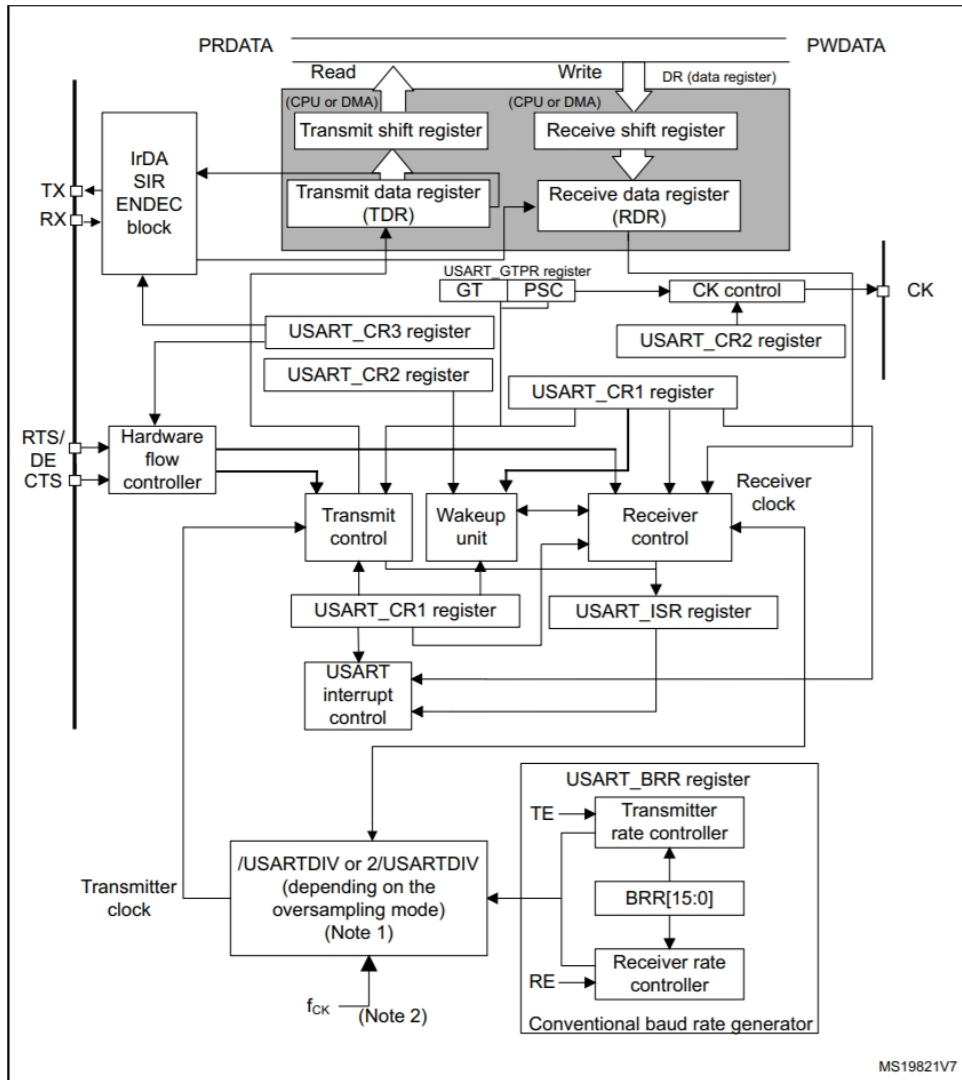 PRDATA
PWDATA
Read
Write
DR (data register)
(CPU or DMA)
(CPU or DMA)
Transmit shift register
Receive shift register
IrDA
SIR
ENDEC
block
TX
RX
Transmit data register
(TDR)
Receive data register
(RDR)
USART_GTPR register
GT
PSC
CK control
CK
USART_CR3 register
USART_CR2 register
USART_CR2 register
USART_CR1 register
RTS/
DE
CTS
Hardware
flow
controller
Receiver
clock
Transmit
control
Wakeup
unit
Receiver
control
USART_CR1 register
USART_ISR register
USART
interrupt
control
USART_BRR register
TE
Transmitter
rate controller
/USARTDIV or 2/USARTDIV
(depending on the
oversampling mode)
(Note 1)
Transmitter
clock
BRR[15:0]
Receiver rate
controller
RE
fCK
(Note 2)
Conventional baud rate generator
MS19821V7